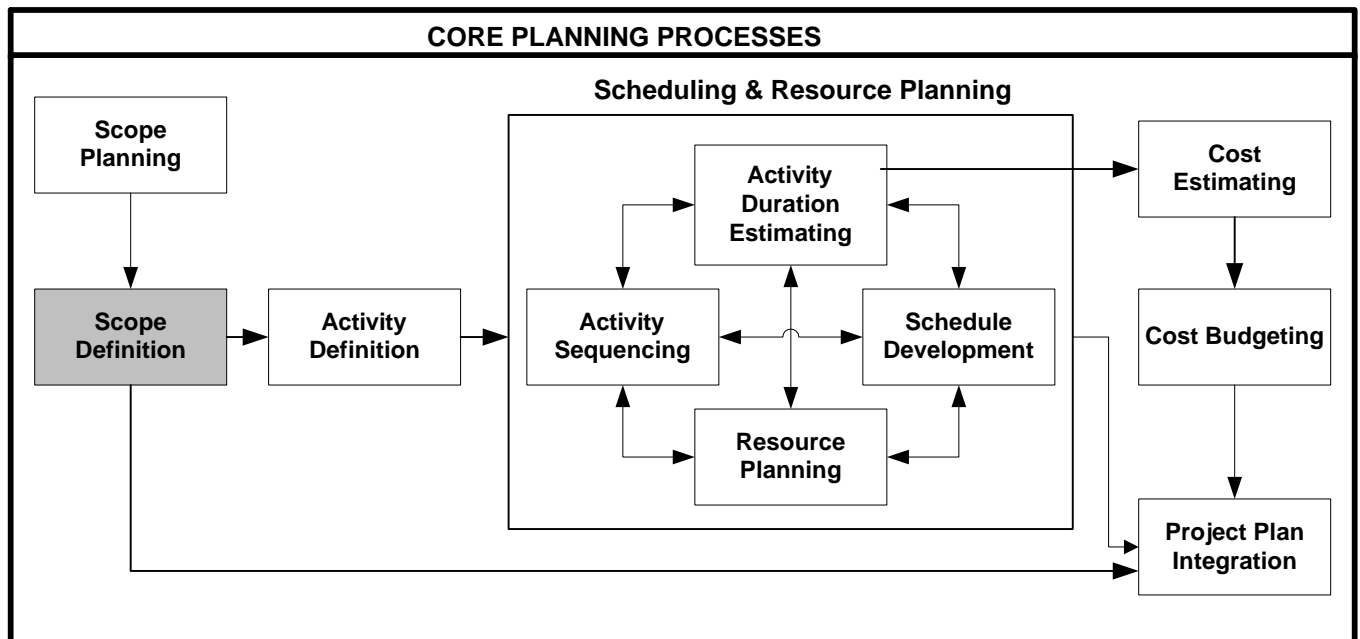 CORE PLANNING PROCESSES
Scheduling & Resource Planning
Scope
Planning
Activity
Duration
Estimating
Cost
Estimating
Scope
Definition
Activity
Definition
Activity
Sequencing
Schedule
Development
Cost Budgeting
Resource
Planning
Project Plan
Integration